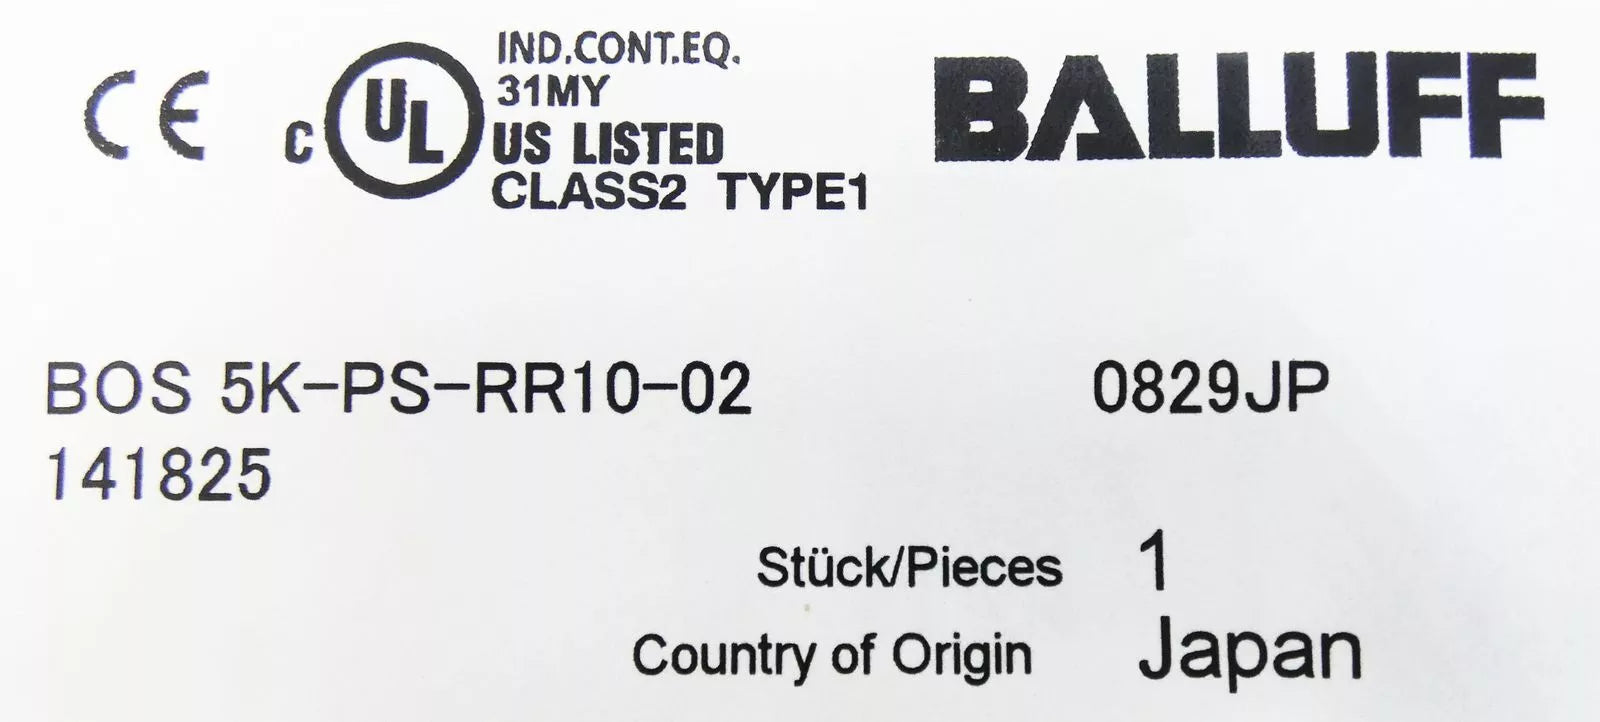 CE
C UL
IND.CONT.EQ.
31MY
US LISTED
CLASS2 TYPE1
BALLUFF
BOS 5K-PS-RR10-02 0829JP
141825
Stück/Pieces 1
Country of Origin Japan